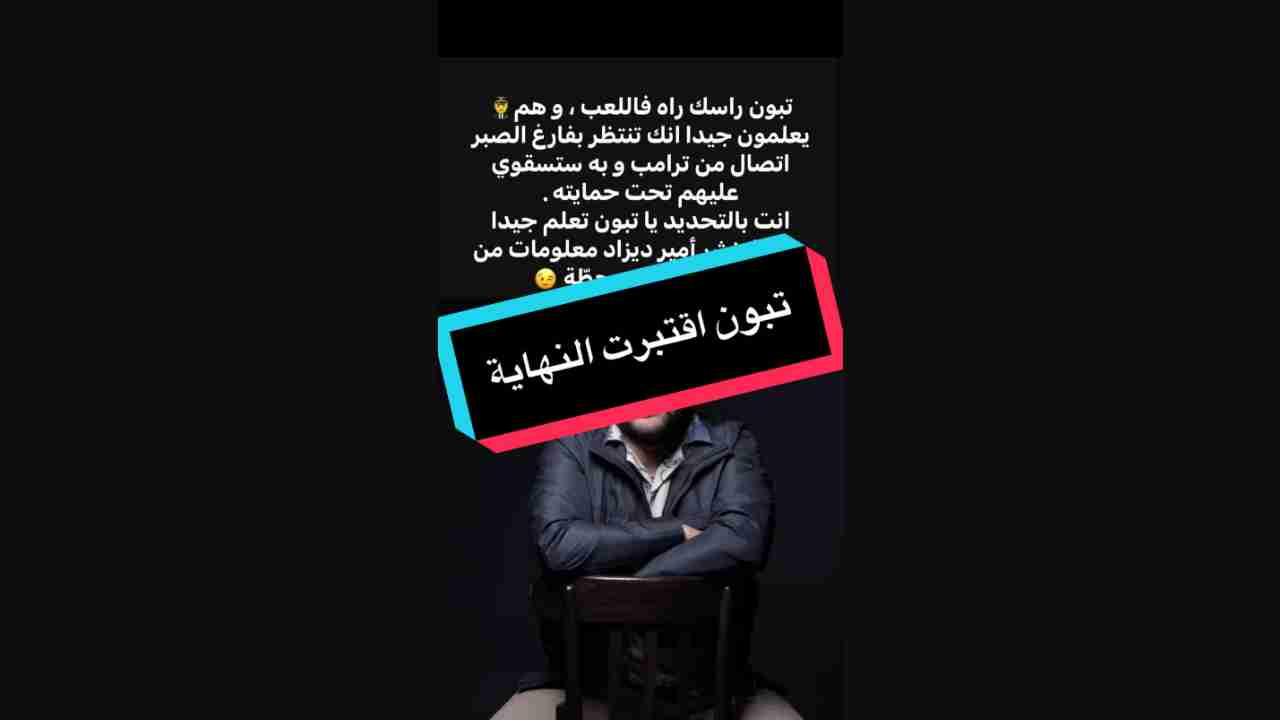 تبون راسك راه فاللعب ، و هم👮
يعلمون جيدا انك تنتظر بفارغ الصبر
اتصال من ترامب و به ستسقوي
عليهم تحت حمايته .
انت بالتحديد يا تبون تعلم جيدا
أمير ديزاد معلومات من
😉
تبون اقتبرت النهاية